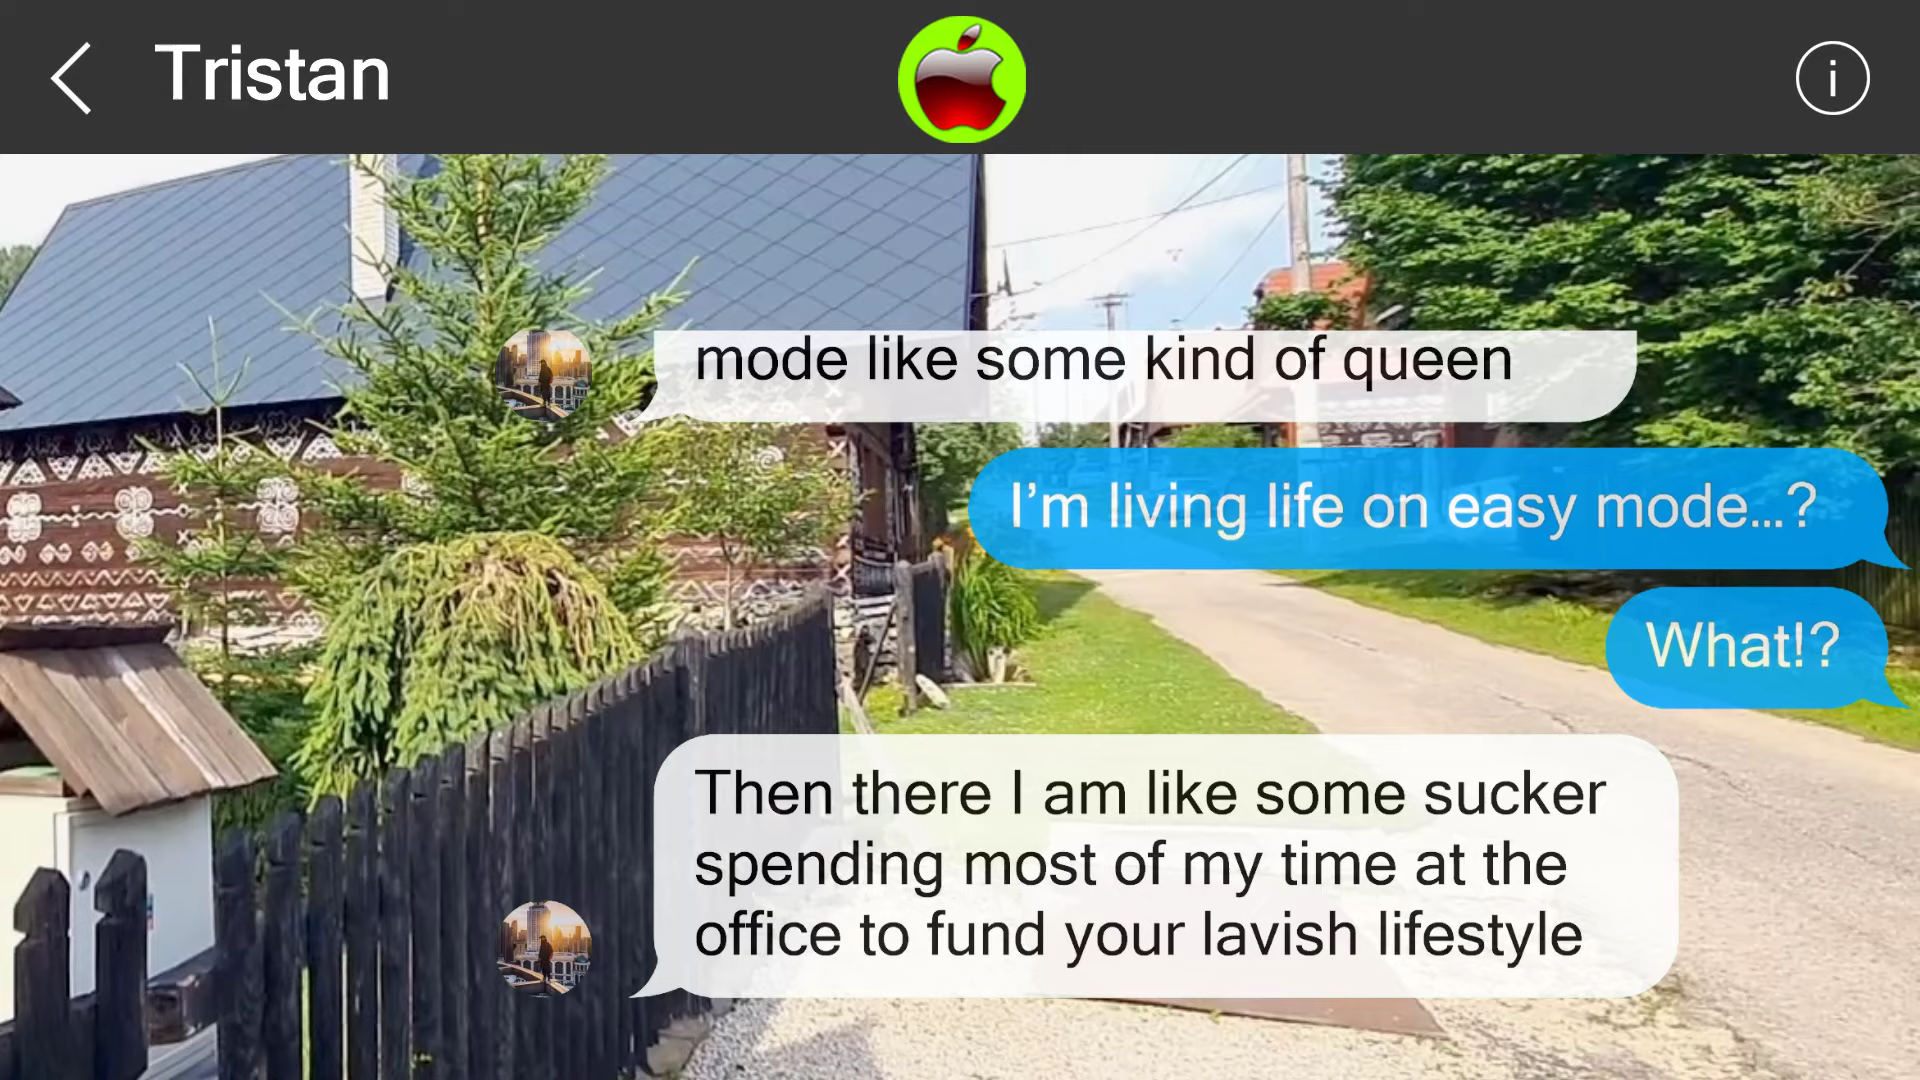 Tristan
i
mode like some kind of queen
I’m living life on easy mode...?
What!?
Then there I am like some sucker
spending most of my time at the
office to fund your lavish lifestyle